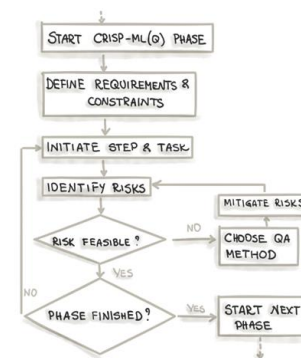 START CRISP-ML(Q) PHASE
DEFINE REQUIREMENTS &
CONSTRAINTS
INITIATE STEP & TASK
IDENTIFY RISKS
MITIGATE RISKS
RISK FEASIBLE?
NO
CHOOSE QA
METHOD
YES
NO
PHASE FINISHED?
YES
START NEXT
PHASE